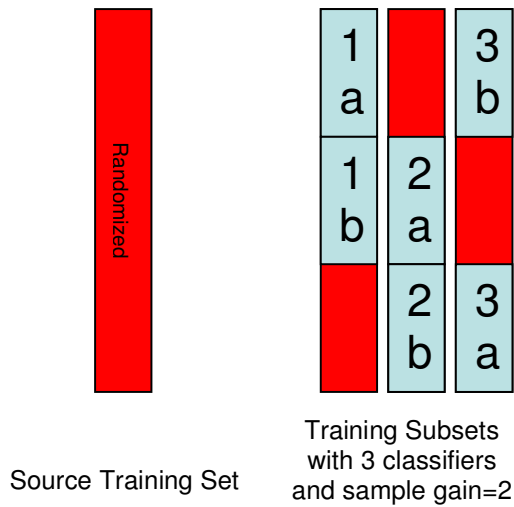 Randomized
1
a
1
b
2
a
2
b
3
b
3
a
Source Training Set
Training Subsets
with 3 classifiers
and sample gain=2